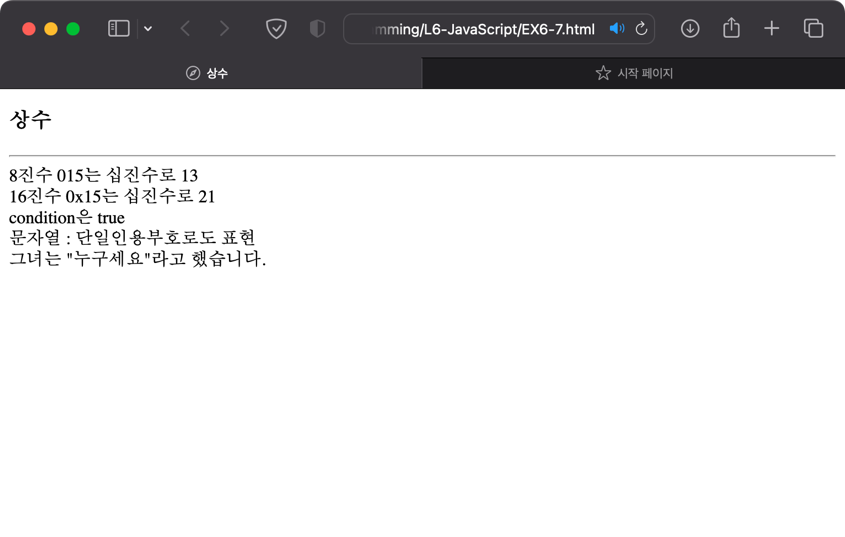 mming/L6-JavaScript/EX6-7.html
상수
시작 페이지
상수
8진수 015는 십진수로 13
16진수 0x15는 십진수로 21
condition은 true
문자열 : 단일인용부호로도 표현
그녀는 "누구세요"라고 했습니다.